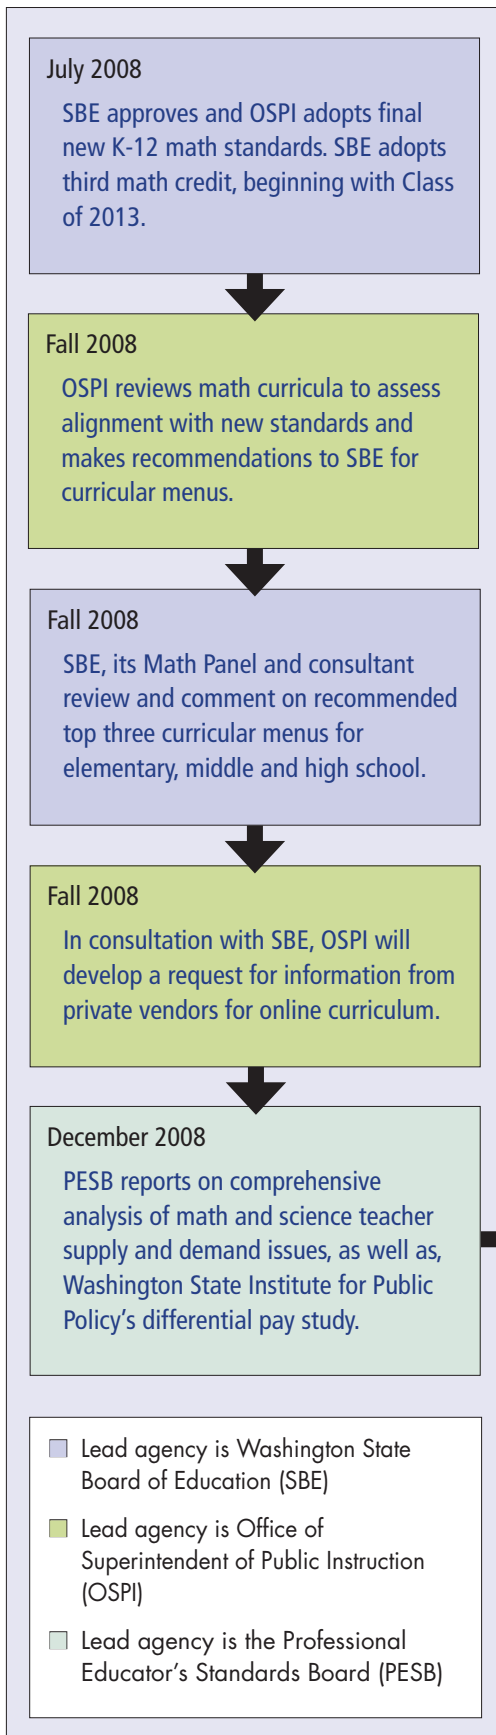 July 2008
SBE approves and OSPI adopts final
new K-12 math standards. SBE adopts
third math credit, beginning with Class
of 2013.
Fall 2008
OSPI reviews math curricula to assess
alignment with new standards and
makes recommendations to SBE for
curricular menus.
Fall 2008
SBE, its Math Panel and consultant
review and comment on recommended
top three curricular menus for
elementary, middle and high school.
Fall 2008
In consultation with SBE, OSPI will
develop a request for information from
private vendors for online curriculum.
December 2008
PESB reports on comprehensive
analysis of math and science teacher
supply and demand issues, as well as,
Washington State Institute for Public
Policy’s differential pay study.
Lead agency is Washington State
Board of Education (SBE)
Lead agency is Office of
Superintendent of Public Instruction
(OSPI)
Lead agency is the Professional
Educator’s Standards Board (PESB)